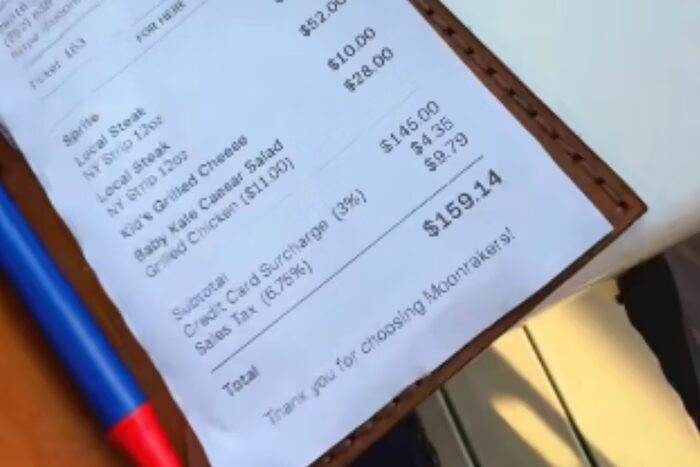 FOR HERE
Ticket 163
Sprite
Local Steak
NY Strip 12oz
$52.00
Local Steak
NY Strip 12oz
Kid's Grilled Cheese $10.00
Baby Kale Caesar Salad $28.00
Grilled Chicken ($11.00)
Subtotal $145.00
Credit Card Surcharge (3%) $4.35
Sales Tax (6.75%) $9.79
Total $159.14
Thank you for choosing Moonrakers!